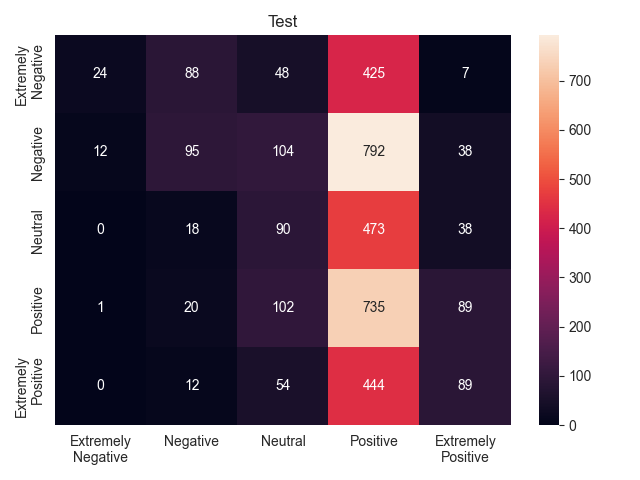 Test
Extremely
Negative
24 88 48 425 7
Negative
12 95 104 792 38
Neutral
0 18 90 473 38
Positive
1 20 102 735 89
Extremely
Positive
0 12 54 444 89
Extremely
Negative
Negative
Neutral
Positive
Extremely
Positive
700
600
500
400
300
200
100
0